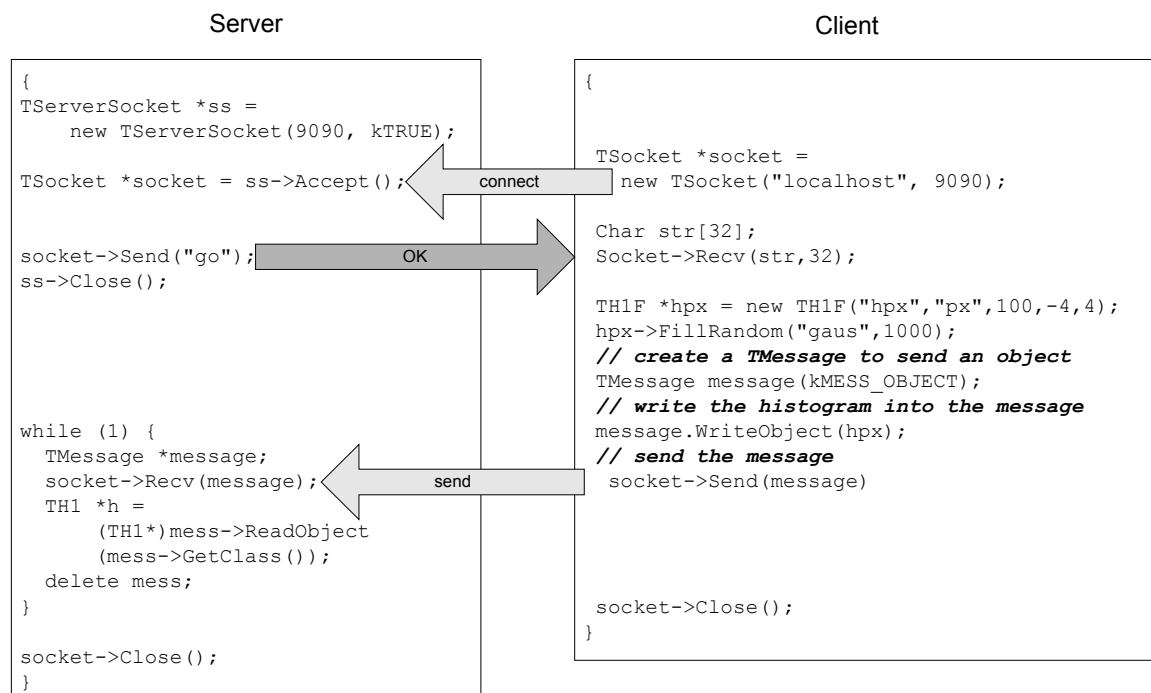 Server
{
TServerSocket *ss =
new TServerSocket(9090, kTRUE);
TSocket *socket = ss->Accept();
socket->Send("go");
ss->Close();
while (1) {
TMessage *message;
socket->Recv(message);
TH1 *h =
(TH1*)mess->ReadObject
(mess->GetClass());
delete mess;
}
socket->Close();
}
connect
OK
send
Client
{
TSocket *socket =
new TSocket("localhost", 9090);
Char str[32];
Socket->Recv(str,32);
TH1F *hpx = new TH1F("hpx","px",100,-4,4);
hpx->FillRandom("gaus",1000);
// create a TMessage to send an object
TMessage message(kMESS_OBJECT);
// write the histogram into the message
message.WriteObject(hpx);
// send the message
socket->Send(message)
socket->Close();
}